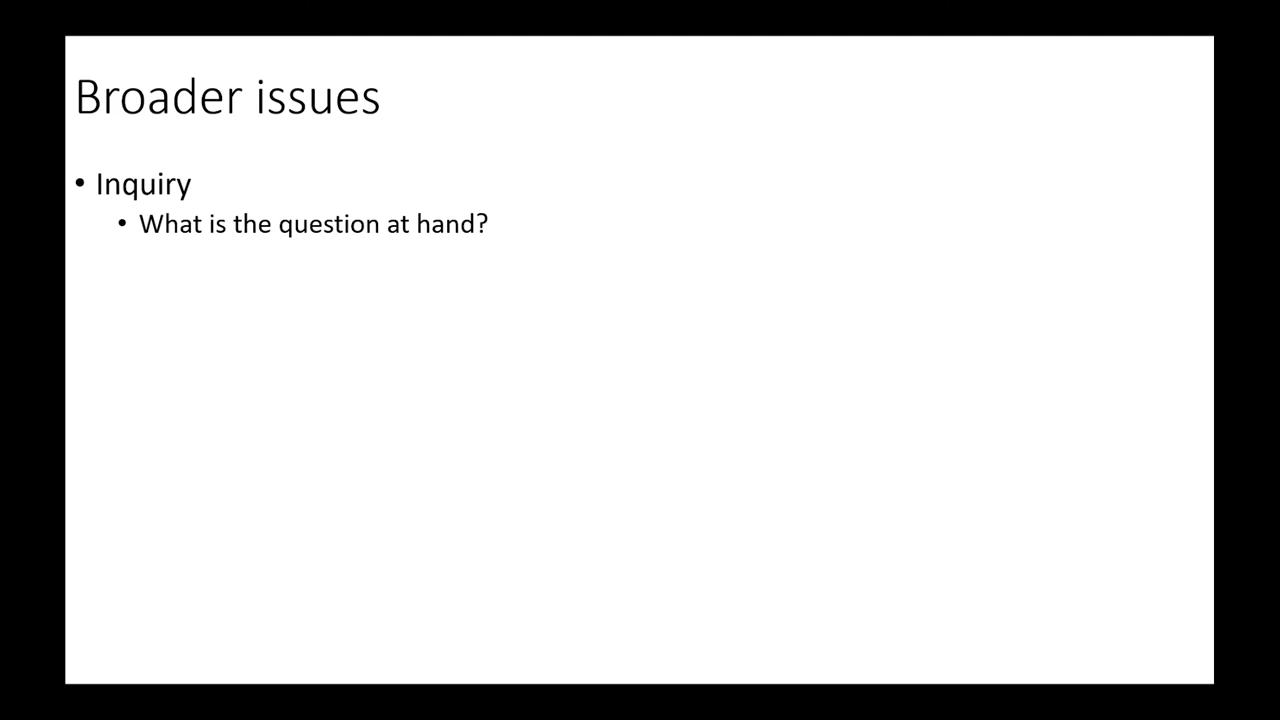 Broader issues
• Inquiry
• What is the question at hand?